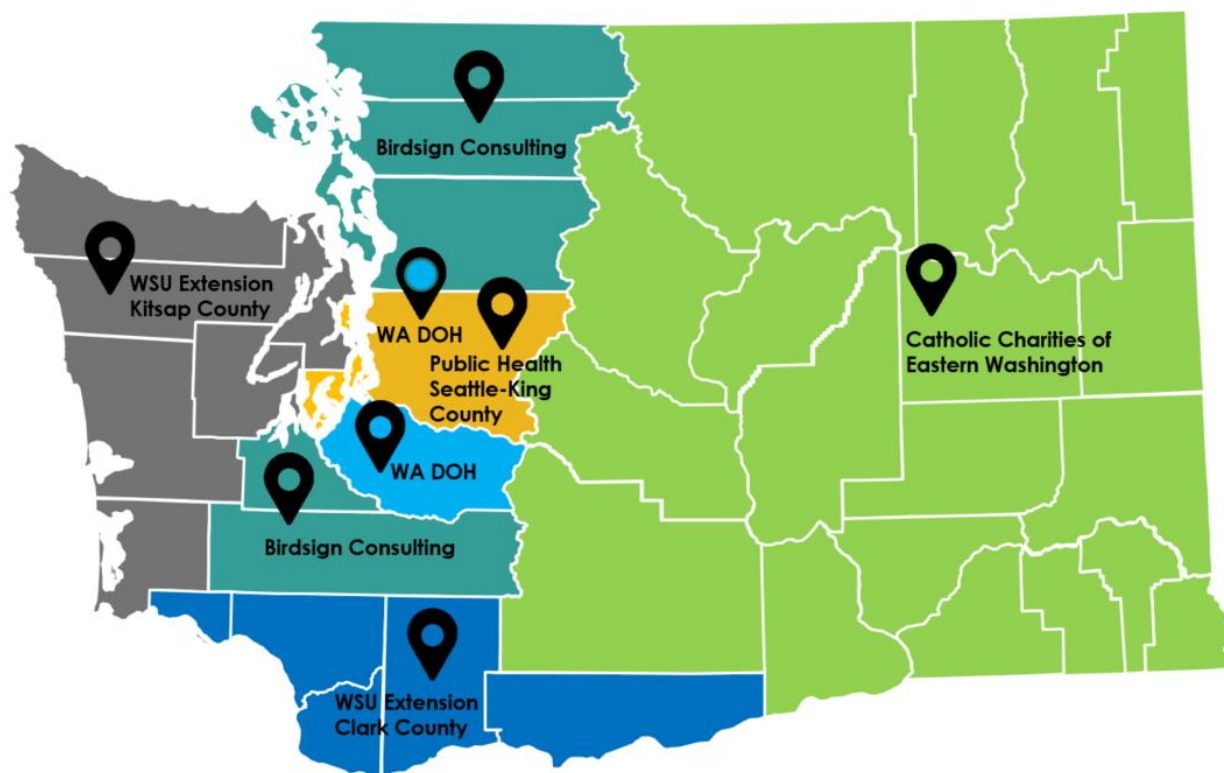 Birdsign Consulting
WSU Extension
Kitsap County
WA DOH
Public Health
Seattle-King
County
Catholic Charities of
Eastern Washington
WA DOH
Birdsign Consulting
WSU Extension
Clark County